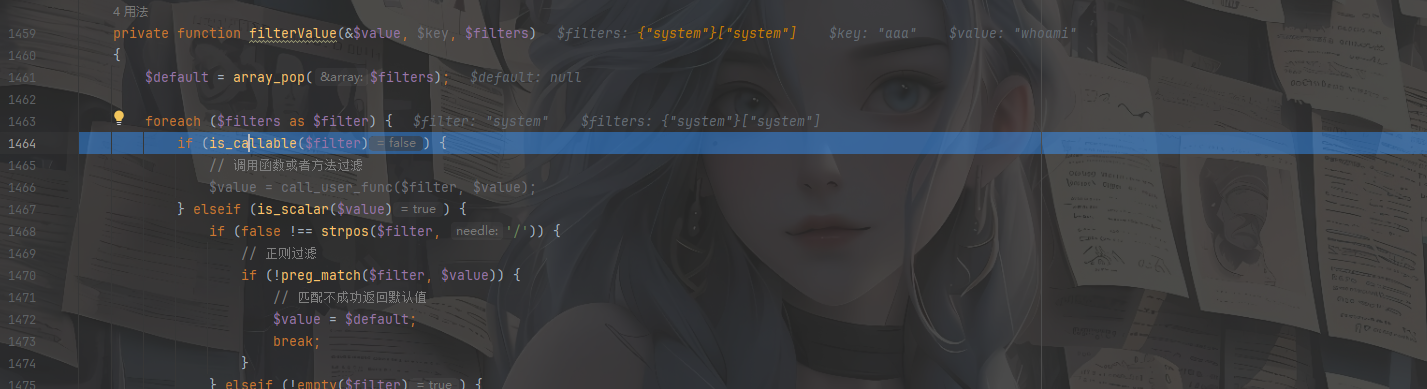 4 用法
1459 private function filterValue(&$value, $key, $filters) $filters: {"system"}["system"] $key: "aaa" $value: "whoami"
1460 {
1461 $default = array_pop( &array: $filters); $default: null
1462
1463 foreach ($filters as $filter) { $filter: "system" $filters: {"system"}["system"]
1464 if (is_callable($filter) = false ) {
1465 // 调用函数或者方法过滤
1466 $value = call_user_func($filter, $value);
1467 } elseif (is_scalar($value) = true ) {
1468 if (false !== strpos($filter, needle: '/')) {
1469 // 正则过滤
1470 if (!preg_match($filter, $value)) {
1471 // 匹配不成功返回默认值
1472 $value = $default;
1473 break;
1474 }
1475 } elseif (!empty($filter) = true ) {